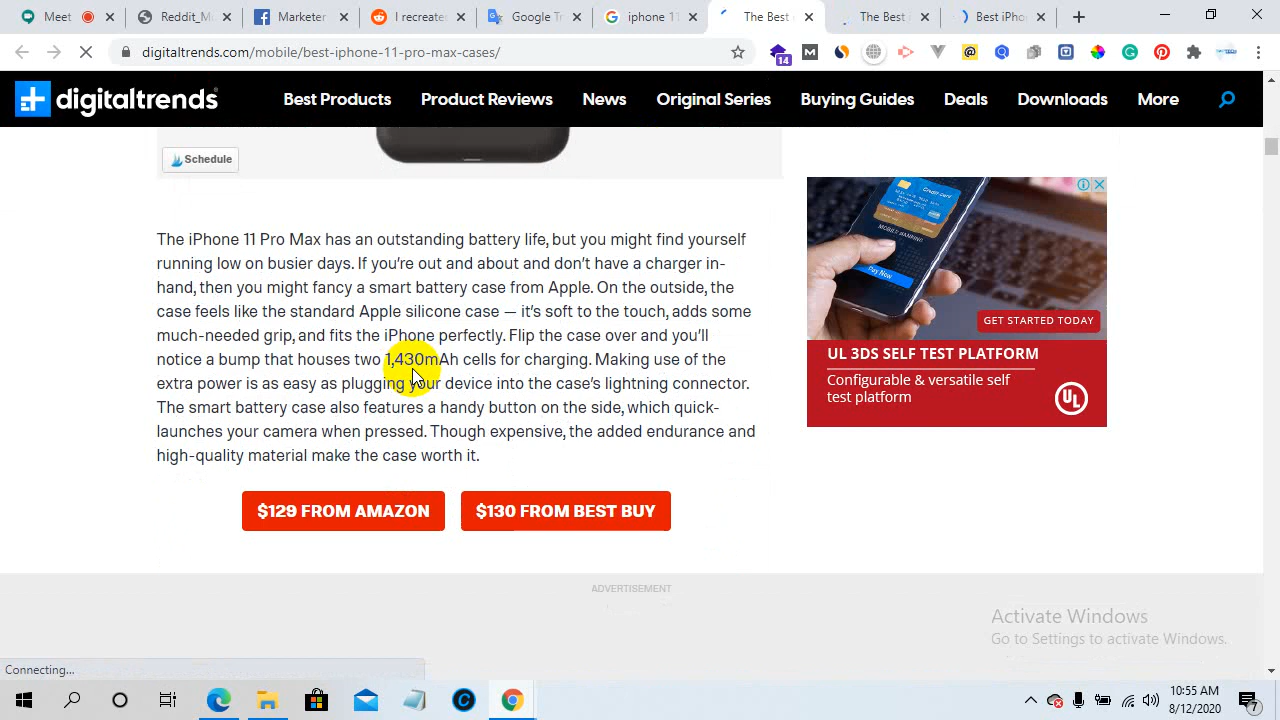 Meet
Reddit_M
Marketer
I recreate
Google Tr
iphone 11
The Best
The Best
Best iPho
digitaltrends.com/mobile/best-iphone-11-pro-max-cases/
14
digitaltrends
Best Products
Product Reviews
News
Original Series
Buying Guides
Deals
Downloads
More
Schedule
The iPhone 11 Pro Max has an outstanding battery life, but you might find yourself
running low on busier days. If you're out and about and don't have a charger in-
hand, then you might fancy a smart battery case from Apple. On the outside, the
case feels like the standard Apple silicone case — it's soft to the touch, adds some
much-needed grip, and fits the iPhone perfectly. Flip the case over and you'll
notice a bump that houses two 1,430mAh cells for charging. Making use of the
extra power is as easy as plugging your device into the case's lightning connector.
The smart battery case also features a handy button on the side, which quick-
launches your camera when pressed. Though expensive, the added endurance and
high-quality material make the case worth it.
$129 FROM AMAZON
$130 FROM BEST BUY
Credit Card
MOBILE BANKING
Pay Now
GET STARTED TODAY
UL 3DS SELF TEST PLATFORM
Configurable & versatile self
test platform
UL
ADVERTISEMENT
Activate Windows
Go to Settings to activate Windows.
Connecting...
10:55 AM
8/12/2020
7